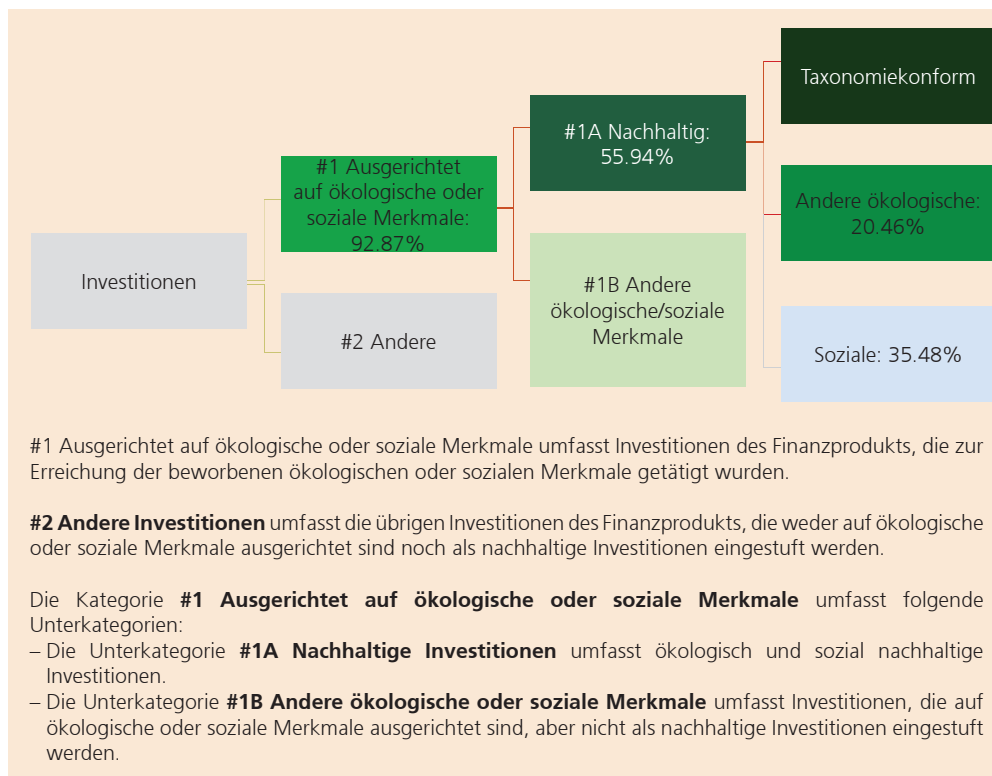 Taxonomiekonform
#1A Nachhaltig:
55.94%
#1 Ausgerichtet
auf ökologische oder
soziale Merkmale:
92.87%
Andere ökologische:
20.46%
Investitionen
#1B Andere
ökologische/soziale
Merkmale
#2 Andere
Soziale: 35.48%
#1 Ausgerichtet auf ökologische oder soziale Merkmale umfasst Investitionen des Finanzprodukts, die zur
Erreichung der beworbenen ökologischen oder sozialen Merkmale getätigt wurden.
#2 Andere Investitionen umfasst die übrigen Investitionen des Finanzprodukts, die weder auf ökologische
oder soziale Merkmale ausgerichtet sind noch als nachhaltige Investitionen eingestuft werden.
Die Kategorie #1 Ausgerichtet auf ökologische oder soziale Merkmale umfasst folgende
Unterkategorien:
– Die Unterkategorie #1A Nachhaltige Investitionen umfasst ökologisch und sozial nachhaltige
Investitionen.
– Die Unterkategorie #1B Andere ökologische oder soziale Merkmale umfasst Investitionen, die auf
ökologische oder soziale Merkmale ausgerichtet sind, aber nicht als nachhaltige Investitionen eingestuft
werden.